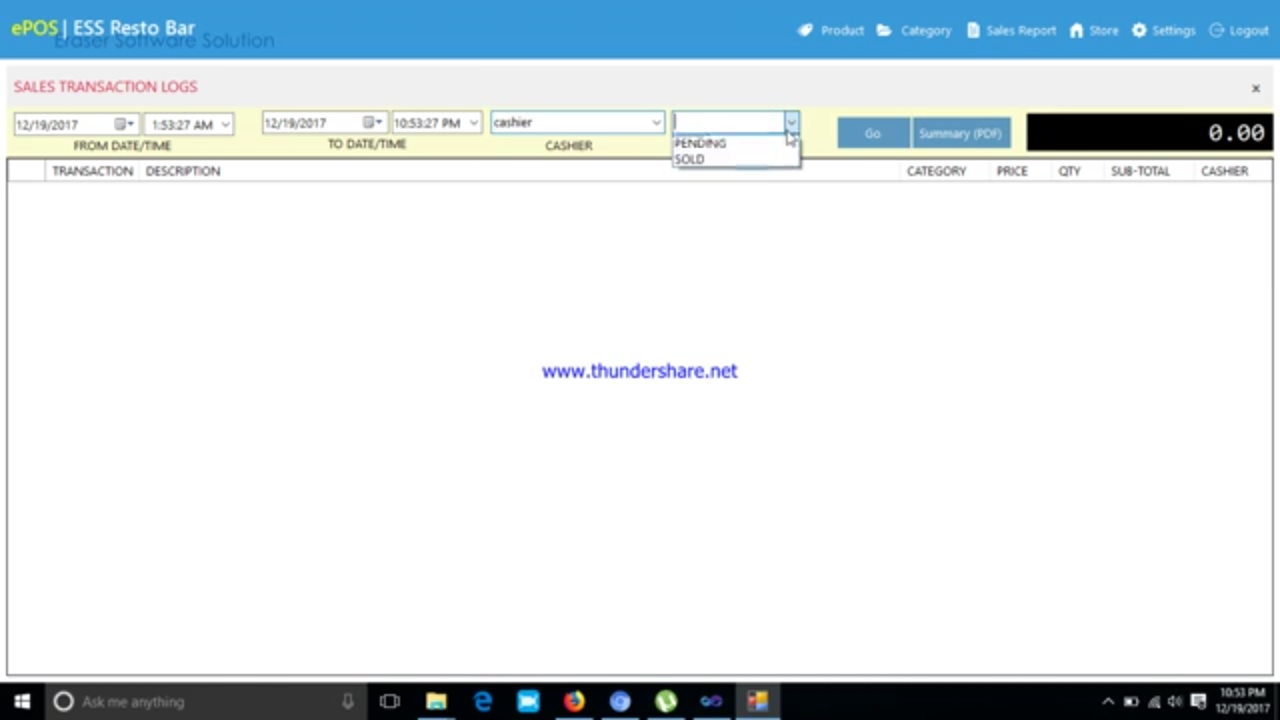 ePOS | ESS Resto Bar
Eraser Software Solution
Product
Category
Sales Report
Store
Settings
Logout
SALES TRANSACTION LOGS
×
12/19/2017
1:53:27 AM
12/19/2017
10:53:27 PM
cashier
PENDING
SOLD
Go
Summary (PDF)
0.00
FROM DATE/TIME
TO DATE/TIME
CASHIER
TRANSACTION DESCRIPTION CATEGORY PRICE QTY SUB-TOTAL CASHIER
www.thundershare.net
Ask me anything
10:53 PM
12/19/2017